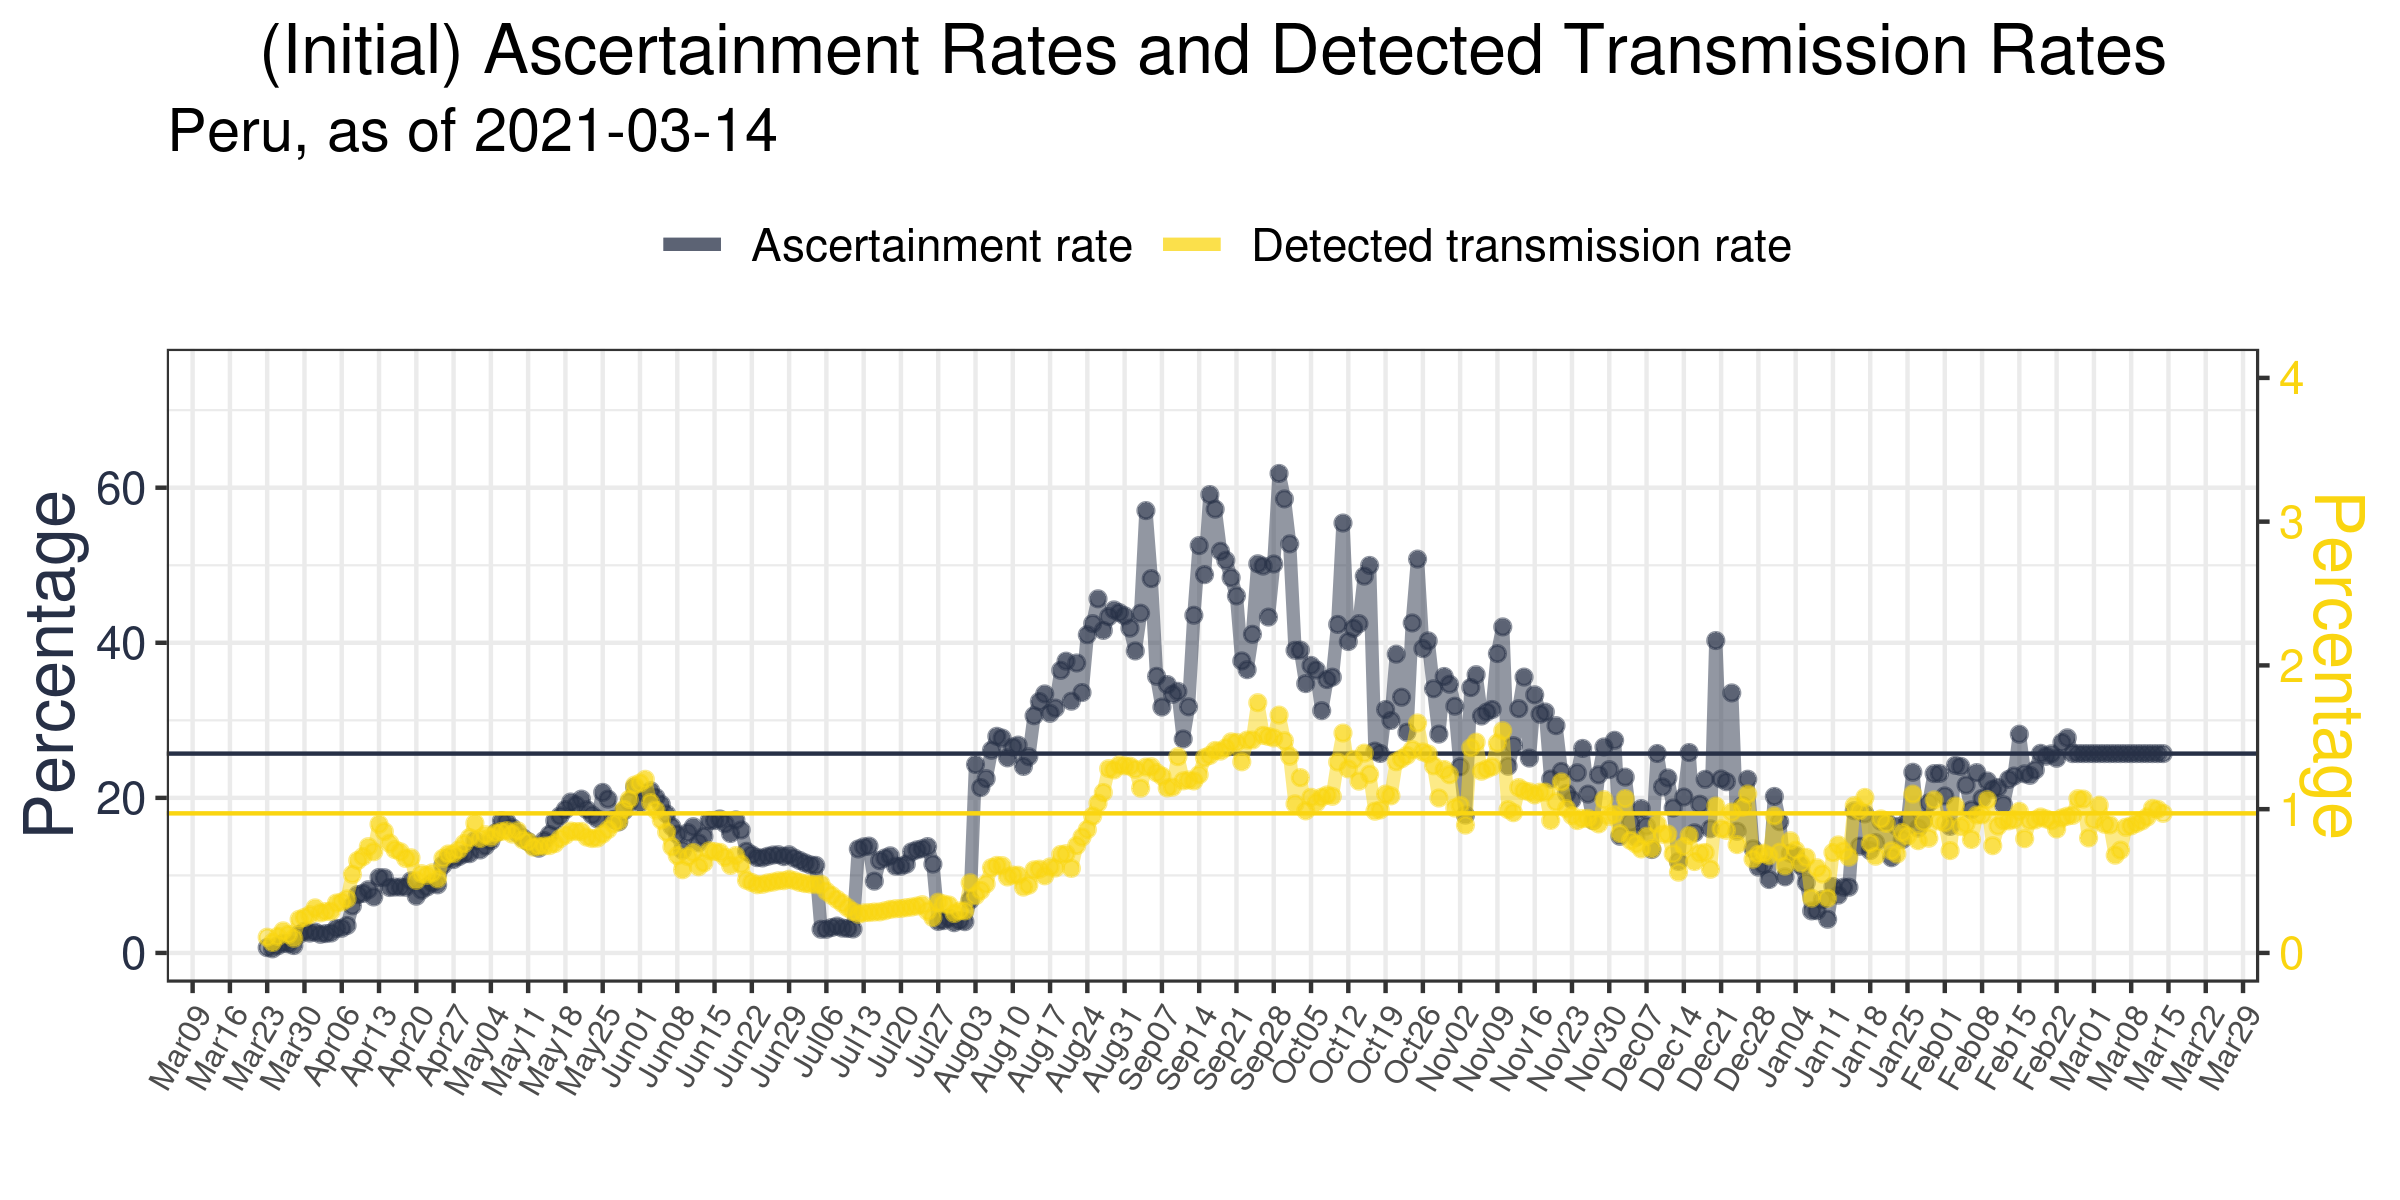 (Initial) Ascertainment Rates and Detected Transmission Rates
Peru, as of 2021-03-14
Ascertainment rate Detected transmission rate
Percentage
60
40
20
0
4
3
2
1
0
Percentage
Mar09 Mar16 Mar23 Mar30 Apr06 Apr13 Apr20 Apr27 May04 May11 May18 May25 Jun01 Jun08 Jun15 Jun22 Jun29 Jul06 Jul13 Jul20 Jul27 Aug03 Aug10 Aug17 Aug24 Aug31 Sep07 Sep14 Sep21 Sep28 Oct05 Oct12 Oct19 Oct26 Nov02 Nov09 Nov16 Nov23 Nov30 Dec07 Dec14 Dec21 Dec28 Jan04 Jan11 Jan18 Jan25 Feb01 Feb08 Feb15 Feb22 Mar01 Mar08 Mar15 Mar22 Mar29